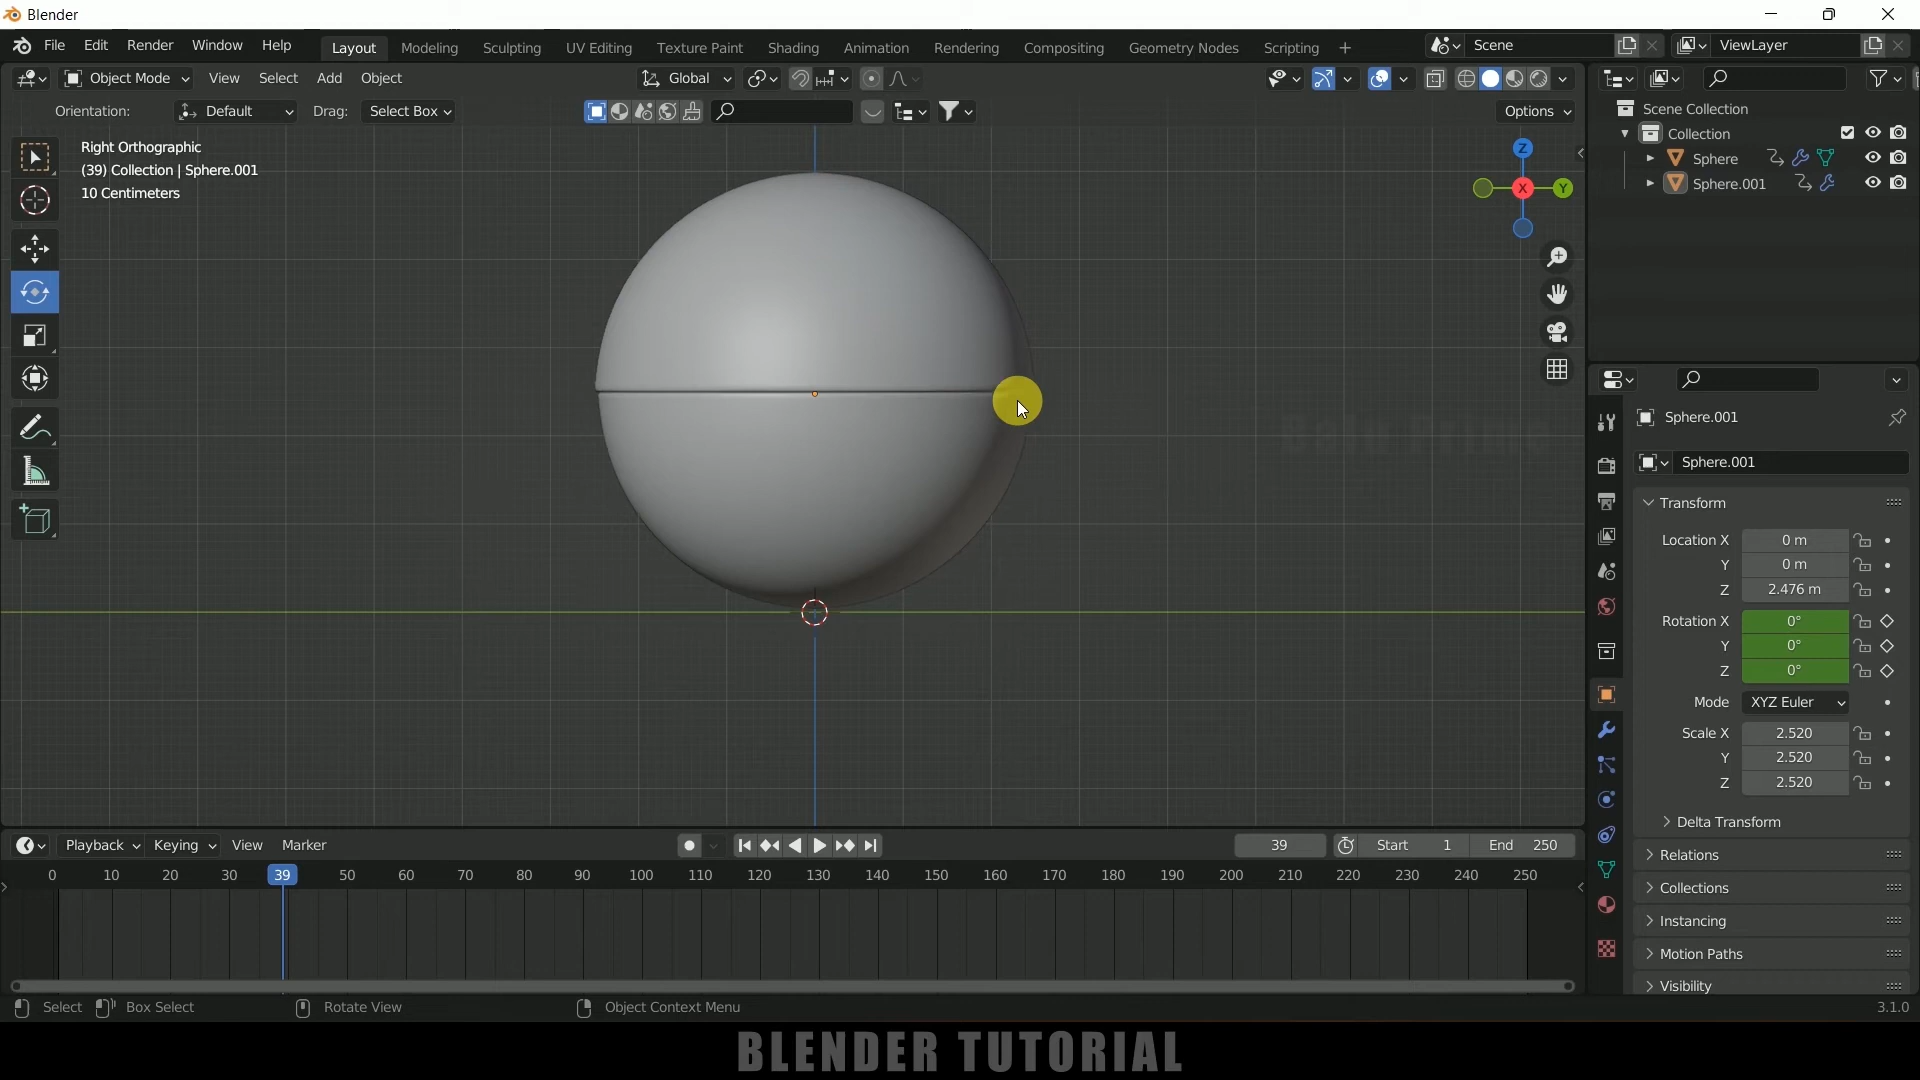 Blender
File Edit Render Window Help Layout Modeling Sculpting UV Editing Texture Paint Shading Animation Rendering Compositing Geometry Nodes Scripting + Scene ViewLayer
Object Mode View Select Add Object Global
Orientation: Default Drag: Select Box Options
Right Orthographic
(39) Collection | Sphere.001
10 Centimeters
Z
X
Y
Scene Collection
Collection
Sphere
Sphere.001
Sphere.001
Sphere.001
Transform
Location X 0 m
Y 0 m
Z 2.476 m
Rotation X 0°
Y 0°
Z 0°
Mode XYZ Euler
Scale X 2.520
Y 2.520
Z 2.520
Delta Transform
Relations
Collections
Instancing
Motion Paths
Visibility
Playback Keying View Marker 39 Start 1 End 250
0 10 20 30 39 50 60 70 80 90 100 110 120 130 140 150 160 170 180 190 200 210 220 230 240 250
Select Box Select Rotate View Object Context Menu 3.1.0
BLENDER TUTORIAL